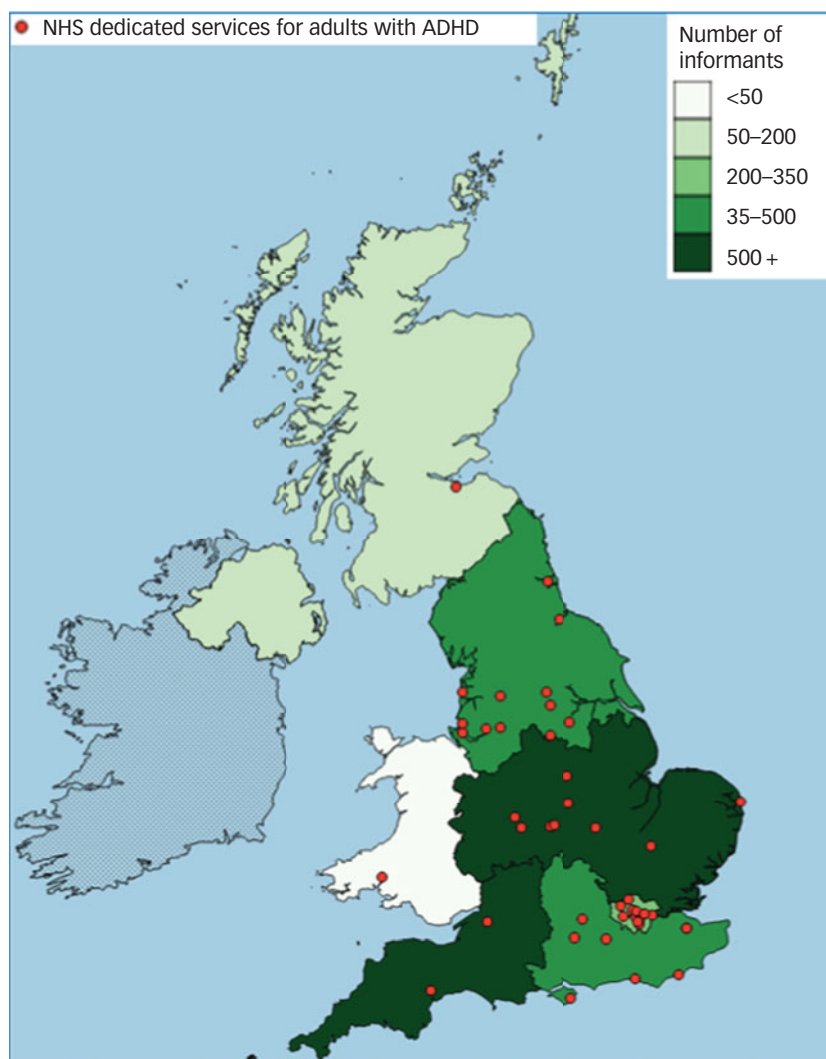 NHS dedicated services for adults with ADHD
Number of
informants
<50
50–200
200–350
35–500
500 +